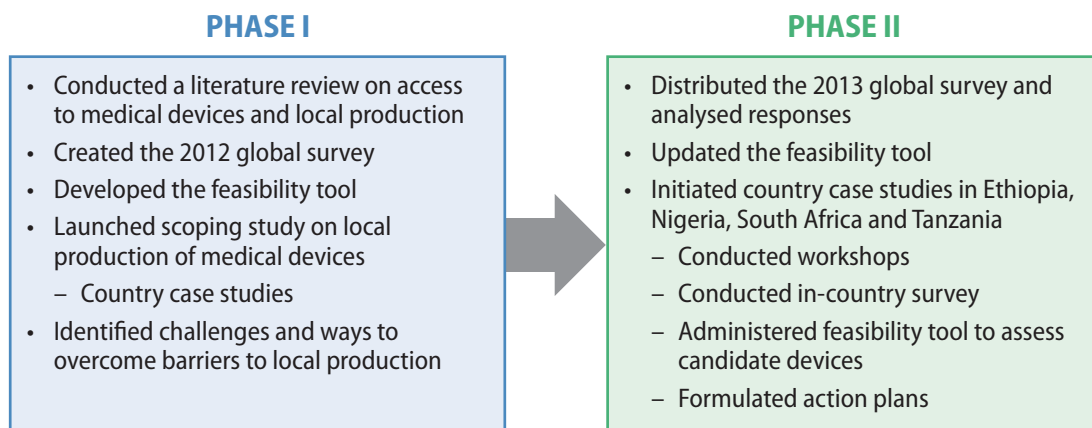 PHASE I
• Conducted a literature review on access
to medical devices and local production
• Created the 2012 global survey
• Developed the feasibility tool
• Launched scoping study on local
production of medical devices
– Country case studies
• Identified challenges and ways to
overcome barriers to local production
PHASE II
• Distributed the 2013 global survey and
analysed responses
• Updated the feasibility tool
• Initiated country case studies in Ethiopia,
Nigeria, South Africa and Tanzania
– Conducted workshops
– Conducted in-country survey
– Administered feasibility tool to assess
candidate devices
– Formulated action plans